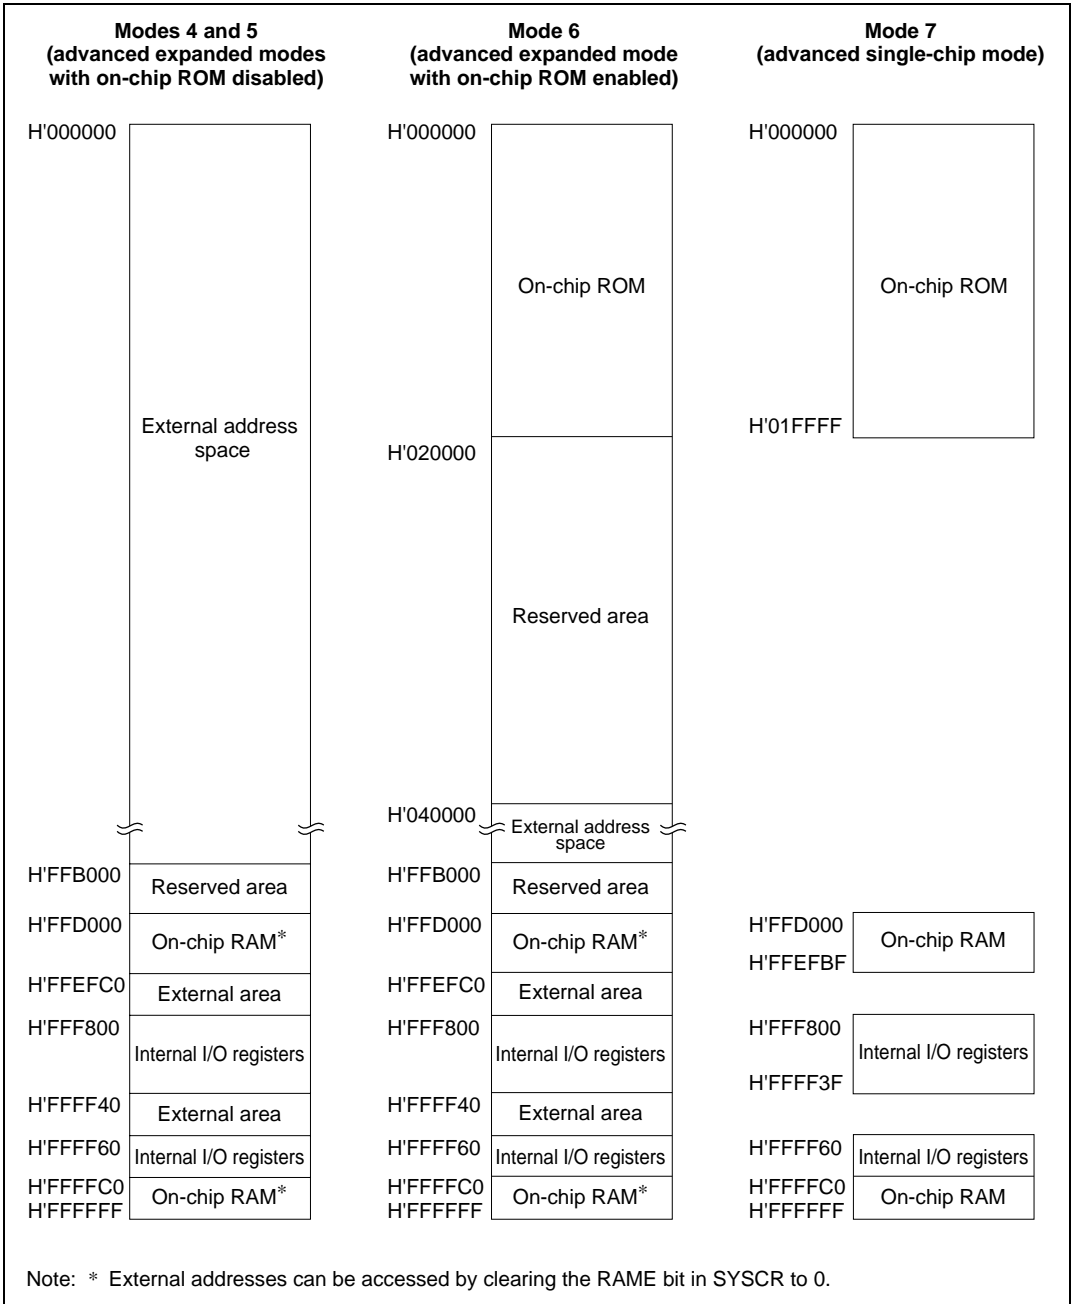 Modes 4 and 5
(advanced expanded modes
with on-chip ROM disabled)
H'000000
External address
space
H'FFB000
Reserved area
H'FFD000
On-chip RAM*
H'FFEFC0
External area
H'FFF800
Internal I/O registers
H'FFFF40
External area
H'FFFF60
Internal I/O registers
H'FFFFC0
On-chip RAM*
H'FFFFFF
Mode 6
(advanced expanded mode
with on-chip ROM enabled)
H'000000
On-chip ROM
H'020000
Reserved area
H'040000
External address
space
H'FFB000
Reserved area
H'FFD000
On-chip RAM*
H'FFEFC0
External area
H'FFF800
Internal I/O registers
H'FFFF40
External area
H'FFFF60
Internal I/O registers
H'FFFFC0
On-chip RAM*
H'FFFFFF
Mode 7
(advanced single-chip mode)
H'000000
On-chip ROM
H'01FFFF
H'FFD000
On-chip RAM
H'FFEFBF
H'FFF800
Internal I/O registers
H'FFFF3F
H'FFFF60
Internal I/O registers
H'FFFFC0
On-chip RAM
H'FFFFFF
Note: * External addresses can be accessed by clearing the RAME bit in SYSCR to 0.